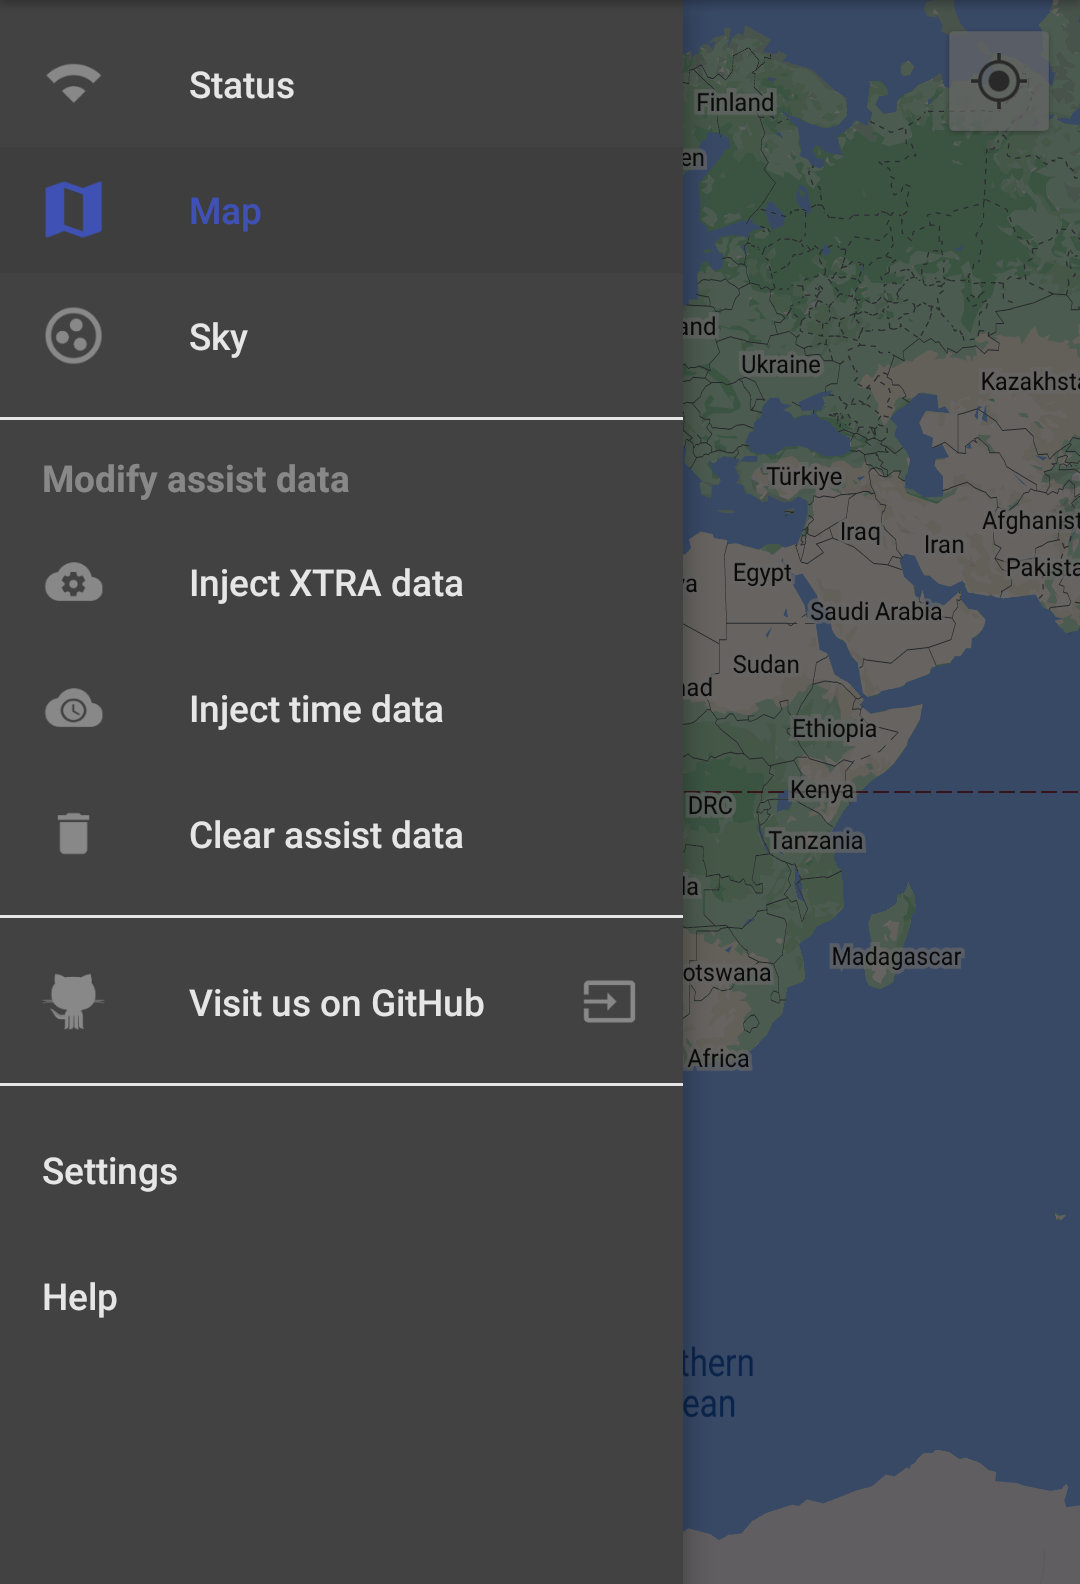 Status
Map
Sky
Modify assist data
Inject XTRA data
Inject time data
Clear assist data
Visit us on GitHub
Settings
Help
Finland
en
and
Ukraine
Kazakhsta
Türkiye
Afghanist
Iraq
Iran
Pakista
Egypt
ya
Saudi Arabia
Sudan
ad
Ethiopia
Kenya
DRC
Tanzania
la
Madagascar
otswana
Africa
thern
ean